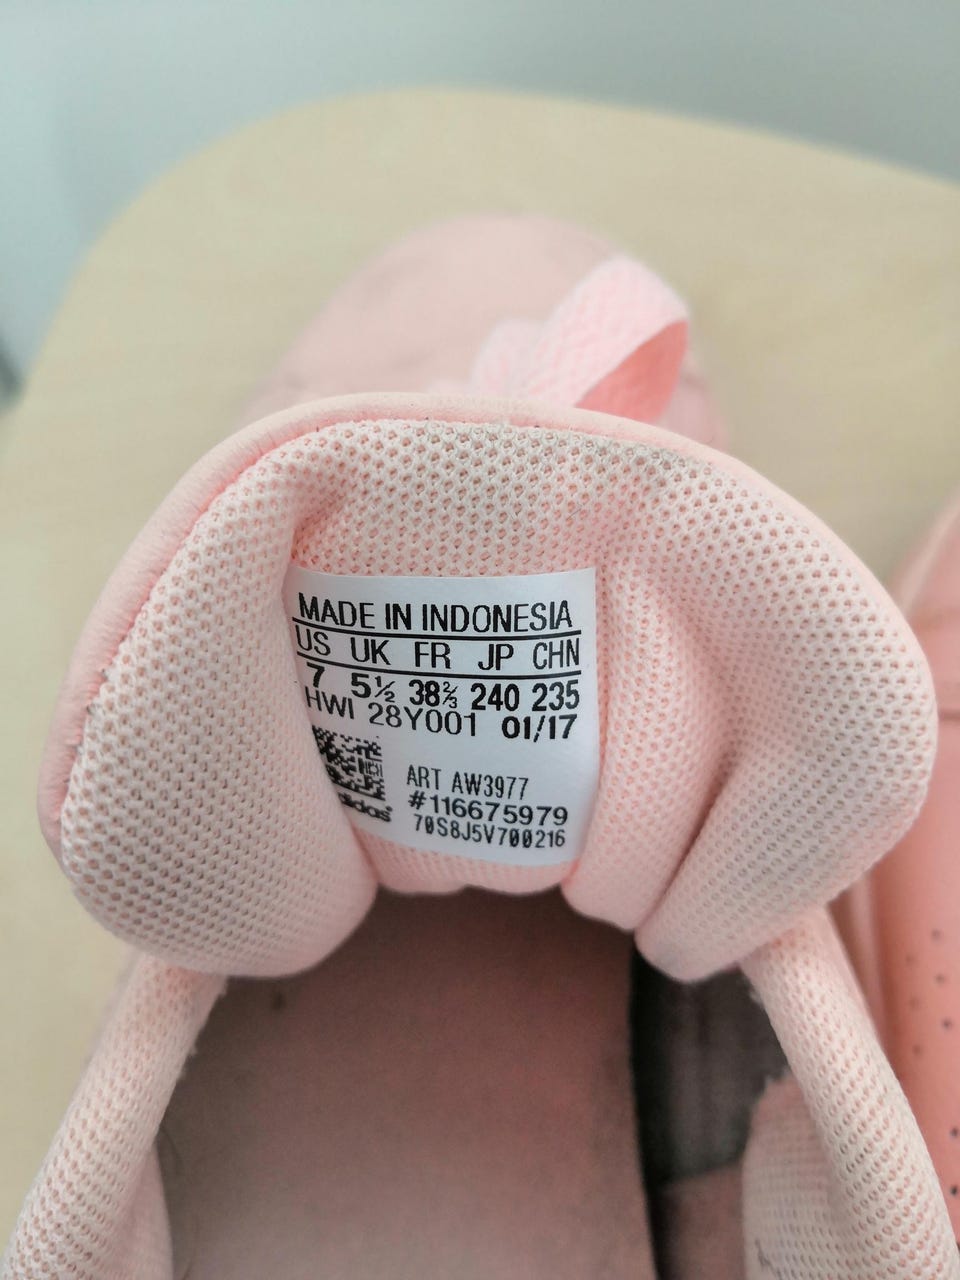 MADE IN INDONESIA
US UK FR JP CHN
7 5½ 38⅔ 240 235
HWI 28Y001 01/17
ART AW3977
#116675979
adidas
70S8J5V700216